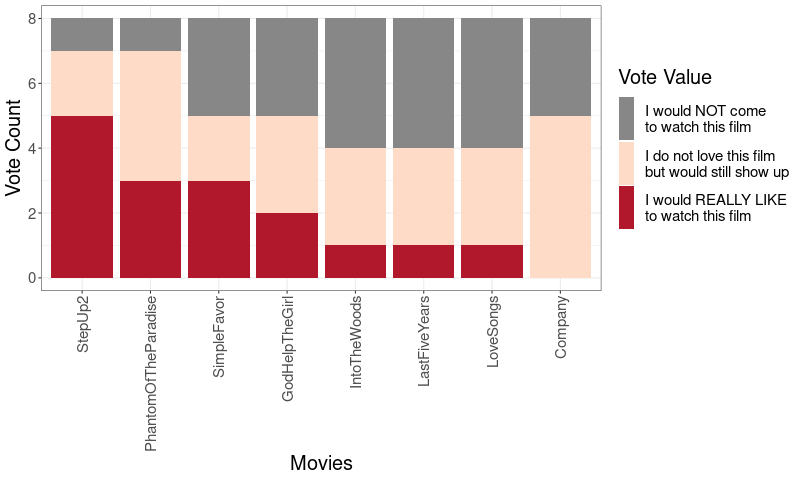 Vote Count
8
6
4
2
0
StepUp2
PhantomOfTheParadise
SimpleFavor
GodHelpTheGirl
IntoTheWoods
LastFiveYears
LoveSongs
Company
Movies
Vote Value
I would NOT come
to watch this film
I do not love this film
but would still show up
I would REALLY LIKE
to watch this film